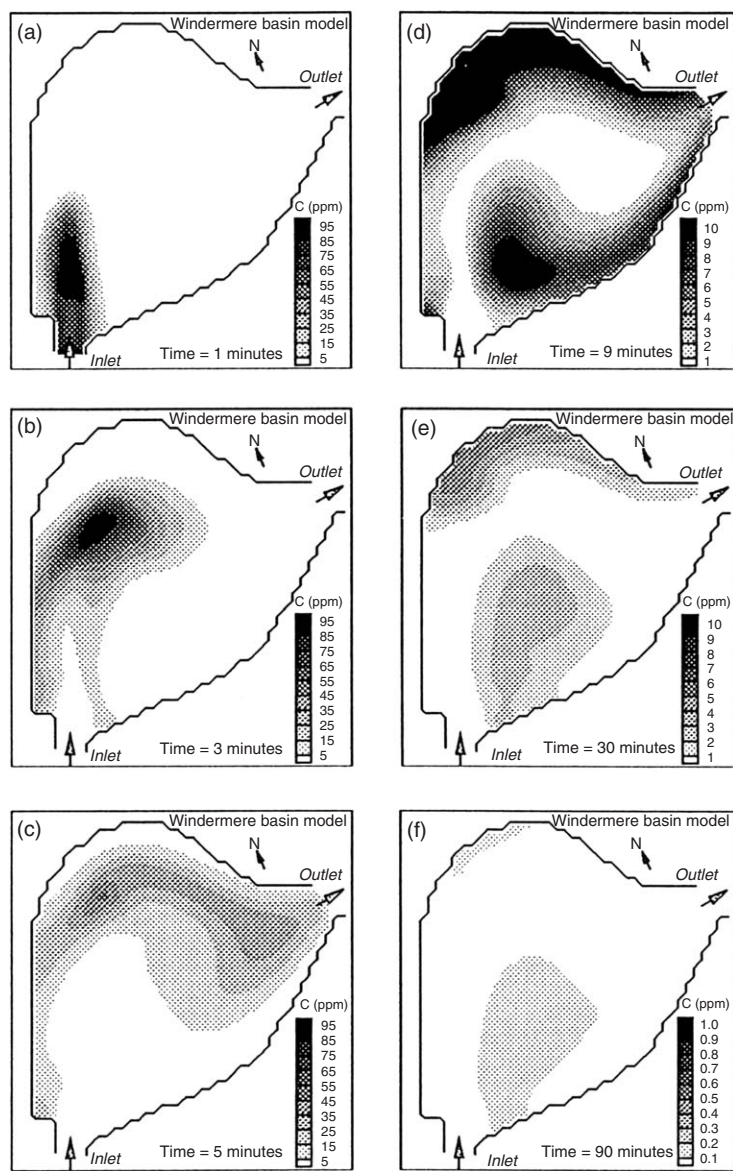 (a)
Windermere basin model
N
Outlet
C (ppm)
95
85
75
65
55
45
35
25
15
5
Inlet
Time = 1 minutes
(b)
Windermere basin model
N
Outlet
C (ppm)
95
85
75
65
55
45
35
25
15
5
Inlet
Time = 3 minutes
(c)
Windermere basin model
N
Outlet
C (ppm)
95
85
75
65
55
45
35
25
15
5
Inlet
Time = 5 minutes
(d)
Windermere basin model
N
Outlet
C (ppm)
10
9
8
7
6
5
4
3
2
1
Inlet
Time = 9 minutes
(e)
Windermere basin model
N
Outlet
C (ppm)
10
9
8
7
6
5
4
3
2
1
Inlet
Time = 30 minutes
(f)
Windermere basin model
N
Outlet
C (ppm)
1.0
0.9
0.8
0.7
0.6
0.5
0.4
0.3
0.2
0.1
Inlet
Time = 90 minutes